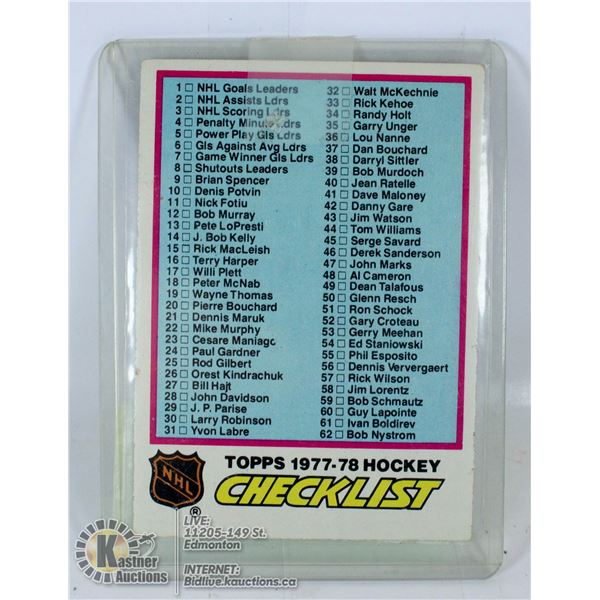 1 □ NHL Goals Leaders
2 □ NHL Assists Ldrs
3 □ NHL Scoring Ldrs
4 □ Penalty Minute Ldrs
5 □ Power Play Gls Ldrs
6 □ Gls Against Avg Ldrs
7 □ Game Winner Gls Ldrs
8 □ Shutouts Leaders
9 □ Brian Spencer
10 □ Denis Potvin
11 □ Nick Fotiu
12 □ Bob Murray
13 □ Pete LoPresti
14 □ J. Bob Kelly
15 □ Rick MacLeish
16 □ Terry Harper
17 □ Willi Plett
18 □ Peter McNab
19 □ Wayne Thomas
20 □ Pierre Bouchard
21 □ Dennis Maruk
22 □ Mike Murphy
23 □ Cesare Maniago
24 □ Paul Gardner
25 □ Rod Gilbert
26 □ Orest Kindrachuk
27 □ Bill Hajt
28 □ John Davidson
29 □ J. P. Parise
30 □ Larry Robinson
31 □ Yvon Labre
32 □ Walt McKechnie
33 □ Rick Kehoe
34 □ Randy Holt
35 □ Garry Unger
36 □ Lou Nanne
37 □ Dan Bouchard
38 □ Darryl Sittler
39 □ Bob Murdoch
40 □ Jean Ratelle
41 □ Dave Maloney
42 □ Danny Gare
43 □ Jim Watson
44 □ Tom Williams
45 □ Serge Savard
46 □ Derek Sanderson
47 □ John Marks
48 □ Al Cameron
49 □ Dean Talafous
50 □ Glenn Resch
51 □ Ron Schock
52 □ Gary Croteau
53 □ Gerry Meehan
54 □ Ed Staniowski
55 □ Phil Esposito
56 □ Dennis Ververgaert
57 □ Rick Wilson
58 □ Jim Lorentz
59 □ Bob Schmautz
60 □ Guy Lapointe
61 □ Ivan Boldirev
62 □ Bob Nystrom
NHL
®
TOPPS 1977-78 HOCKEY
CHECKLIST
Kastner
Auctions
LIVE:
11205-149 St.
Edmonton
INTERNET:
Bidlive.kauctions.ca